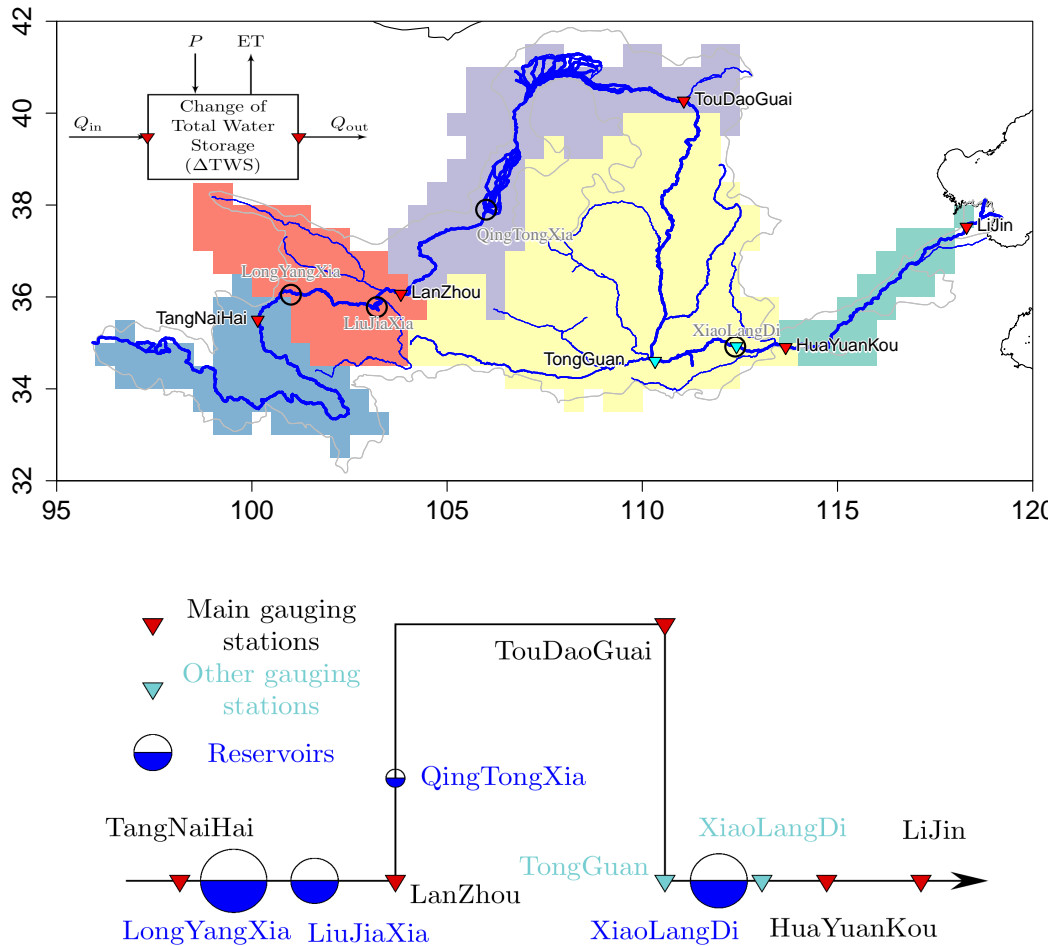 42
40
38
36
34
32
P
ET
Change of
Total Water
Storage
(ΔTWS)
Qin
Qout
TouDaoGuai
QingTongXia
LiJin
LongYangXia
LanZhou
TangNaiHai
LiuJiaXia
XiaoLangDi
HuaYuanKou
TongGuan
95
100
105
110
115
120
Main gauging
stations
Other gauging
stations
Reservoirs
TouDaoGuai
QingTongXia
TangNaiHai
XiaoLangDi
LiJin
TongGuan
LanZhou
LongYangXia
LiuJiaXia
XiaoLangDi
HuaYuanKou